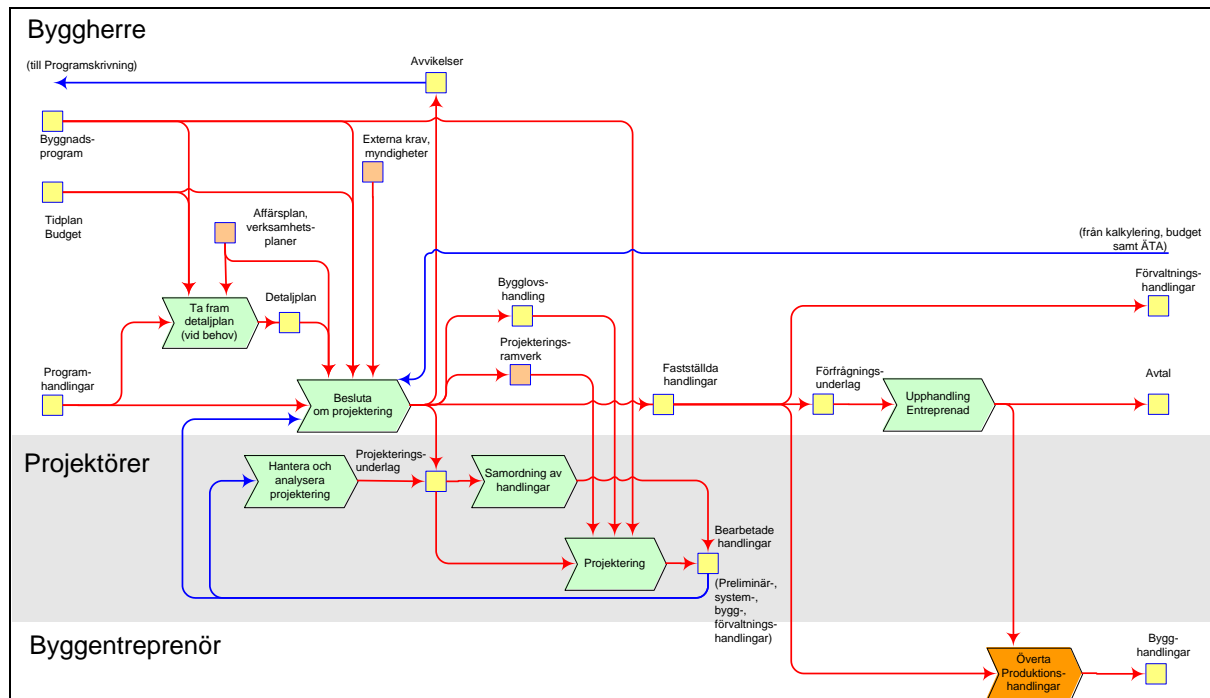 Byggherre
(till Programskrivning)
Avvikelser
Byggnads-
program
Externa krav,
myndigheter
Tidplan
Budget
Affärsplan,
verksamhets-
planer
(från kalkylering, budget
samt ÄTA)
Ta fram
detaljplan
(vid behov)
Detaljplan
Bygglovs-
handling
Förvaltnings-
handlingar
Projekterings-
ramverk
Program-
handlingar
Besluta
om projektering
Fastställda
handlingar
Förfrågnings-
underlag
Upphandling
Entreprenad
Avtal
Projektörer
Hantera och
analysera
projektering
Projekterings-
underlag
Samordning av
handlingar
Projektering
Bearbetade
handlingar
(Preliminär-,
system-,
bygg-,
förvaltnings-
handlingar)
Byggentreprenör
Överta
Produktions-
handlingar
Bygg-
handlingar